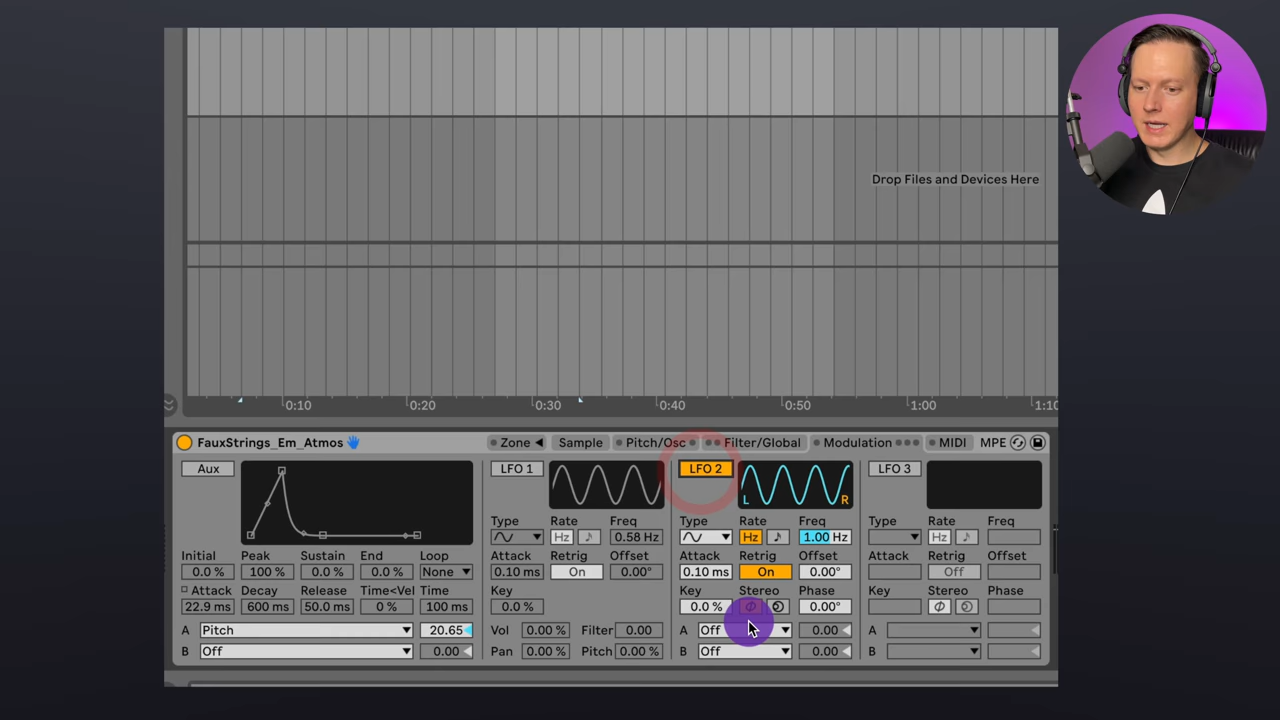 Drop Files and Devices Here
0:10 0:20 0:30 0:40 0:50 1:00 1:10
FauxStrings_Em_Atmos Zone Sample Pitch/Osc Filter/Global Modulation MIDI MPE
Aux LFO 1 LFO 2 LFO 3
L R
Type Rate Freq Type Rate Freq Type Rate Freq
Hz 0.58 Hz Hz 1.00 Hz Hz
Initial Peak Sustain End Loop Attack Retrig Offset Attack Retrig Offset Attack Retrig Offset
0.0 % 100 % 0.0 % 0.0 % None 0.10 ms On 0.00° 0.10 ms On 0.00° Off
Attack Decay Release Time<Vel Time Key Key Stereo Phase Key Stereo Phase
22.9 ms 600 ms 50.0 ms 0 % 100 ms 0.0 % 0.0 % 0.00°
A Pitch 20.65 Vol 0.00 % Filter 0.00 A Off 0.00 A
B Off 0.00 Pan 0.00 % Pitch 0.00 % B Off 0.00 B